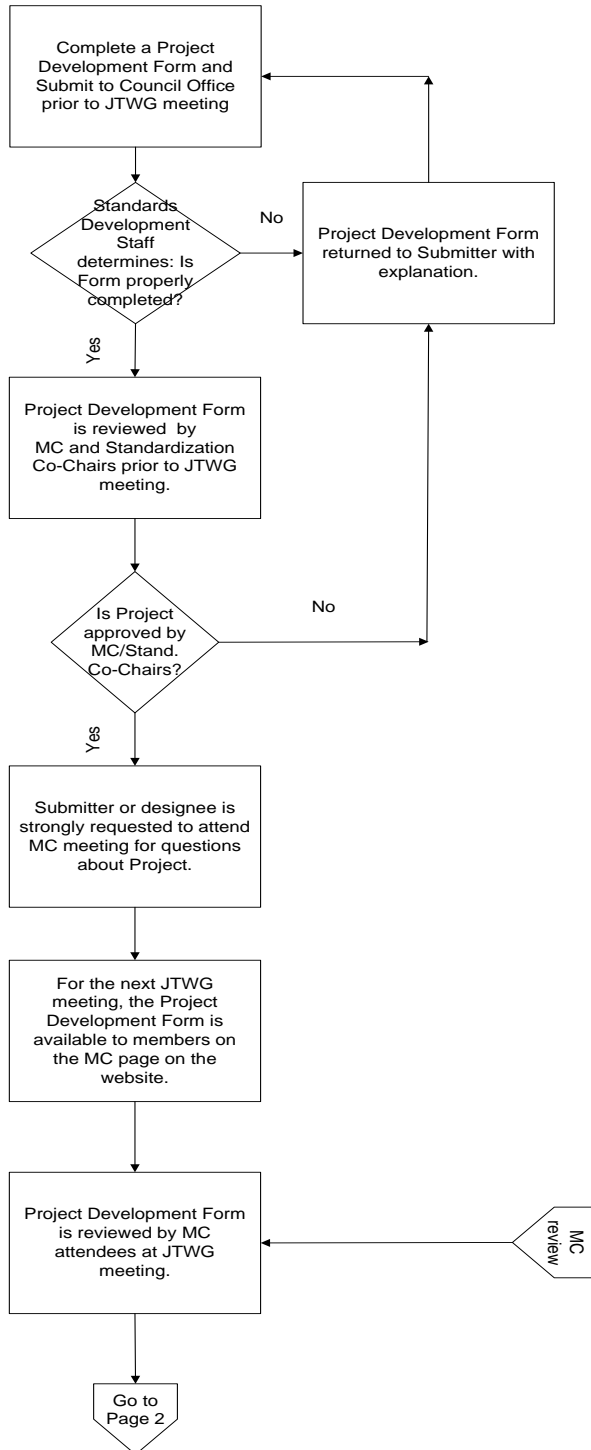 Complete a Project
Development Form and
Submit to Council Office
prior to JTWG meeting
Standards
Development
Staff
determines: Is
Form properly
completed?
No
Project Development Form
returned to Submitter with
explanation.
Yes
Project Development Form
is reviewed by
MC and Standardization
Co-Chairs prior to JTWG
meeting.
Is Project
approved by
MC/Stand.
Co-Chairs?
No
Yes
Submitter or designee is
strongly requested to attend
MC meeting for questions
about Project.
For the next JTWG
meeting, the Project
Development Form is
available to members on
the MC page on the
website.
Project Development Form
is reviewed by MC
attendees at JTWG
meeting.
MC
review
Go to
Page 2